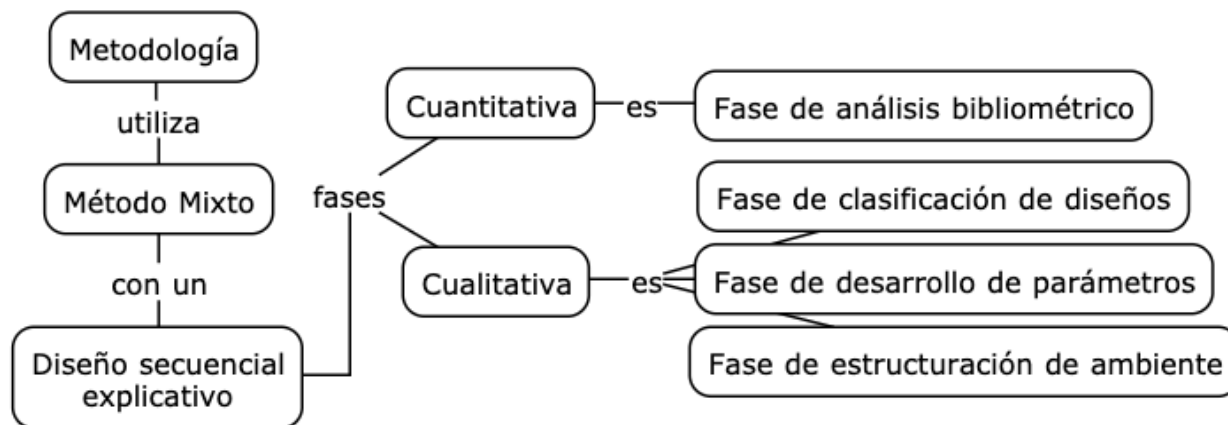 Metodología
utiliza
Método Mixto
con un
Diseño secuencial
explicativo
fases
Cuantitativa
es
Fase de análisis bibliométrico
Cualitativa
es
Fase de clasificación de diseños
Fase de desarrollo de parámetros
Fase de estructuración de ambiente